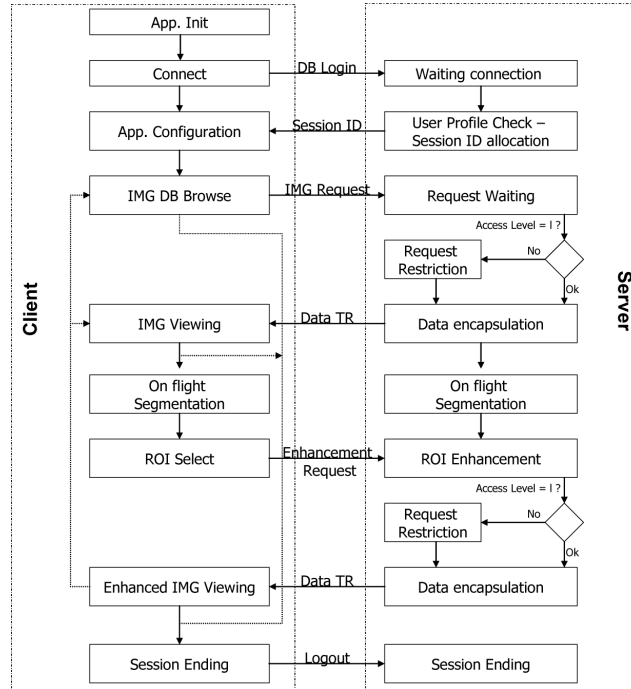 App. Init
Connect
DB Login
Waiting connection
App. Configuration
Session ID
User Profile Check –
Session ID allocation
IMG DB Browse
IMG Request
Request Waiting
Access Level = l ?
No
Request
Restriction
Ok
Client
Server
IMG Viewing
Data TR
Data encapsulation
On flight
Segmentation
On flight
Segmentation
ROI Select
Enhancement
Request
ROI Enhancement
Access Level = l ?
No
Request
Restriction
Ok
Enhanced IMG Viewing
Data TR
Data encapsulation
Session Ending
Logout
Session Ending